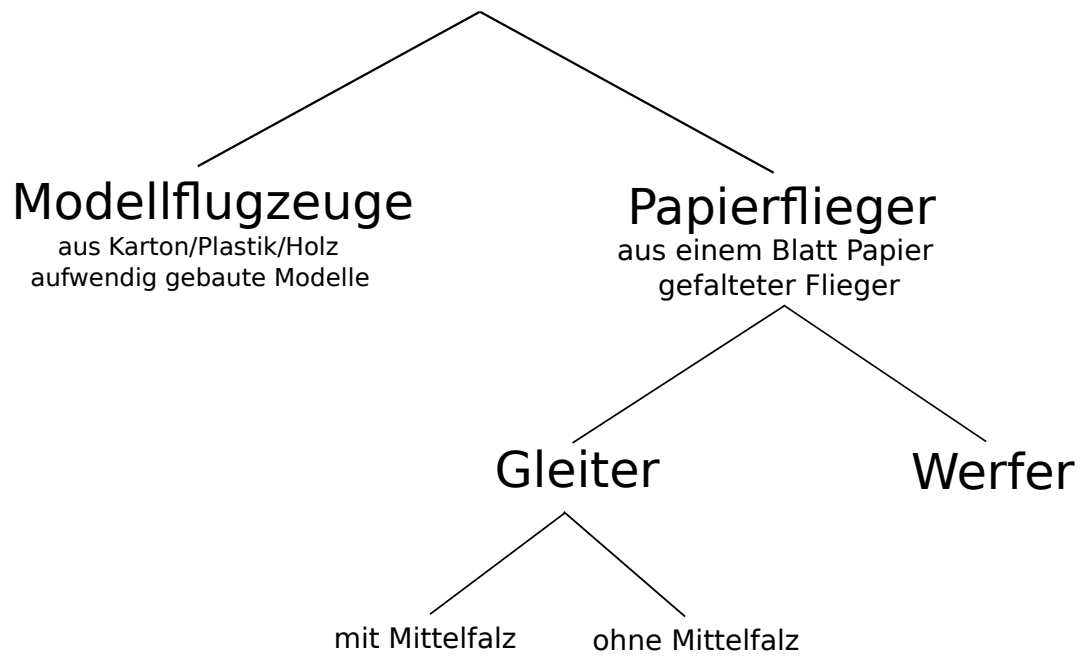 Modellflugzeuge
aus Karton/Plastik/Holz
aufwendig gebaute Modelle
Papierflieger
aus einem Blatt Papier
gefalteter Flieger
Gleiter
Werfer
mit Mittelfalz
ohne Mittelfalz